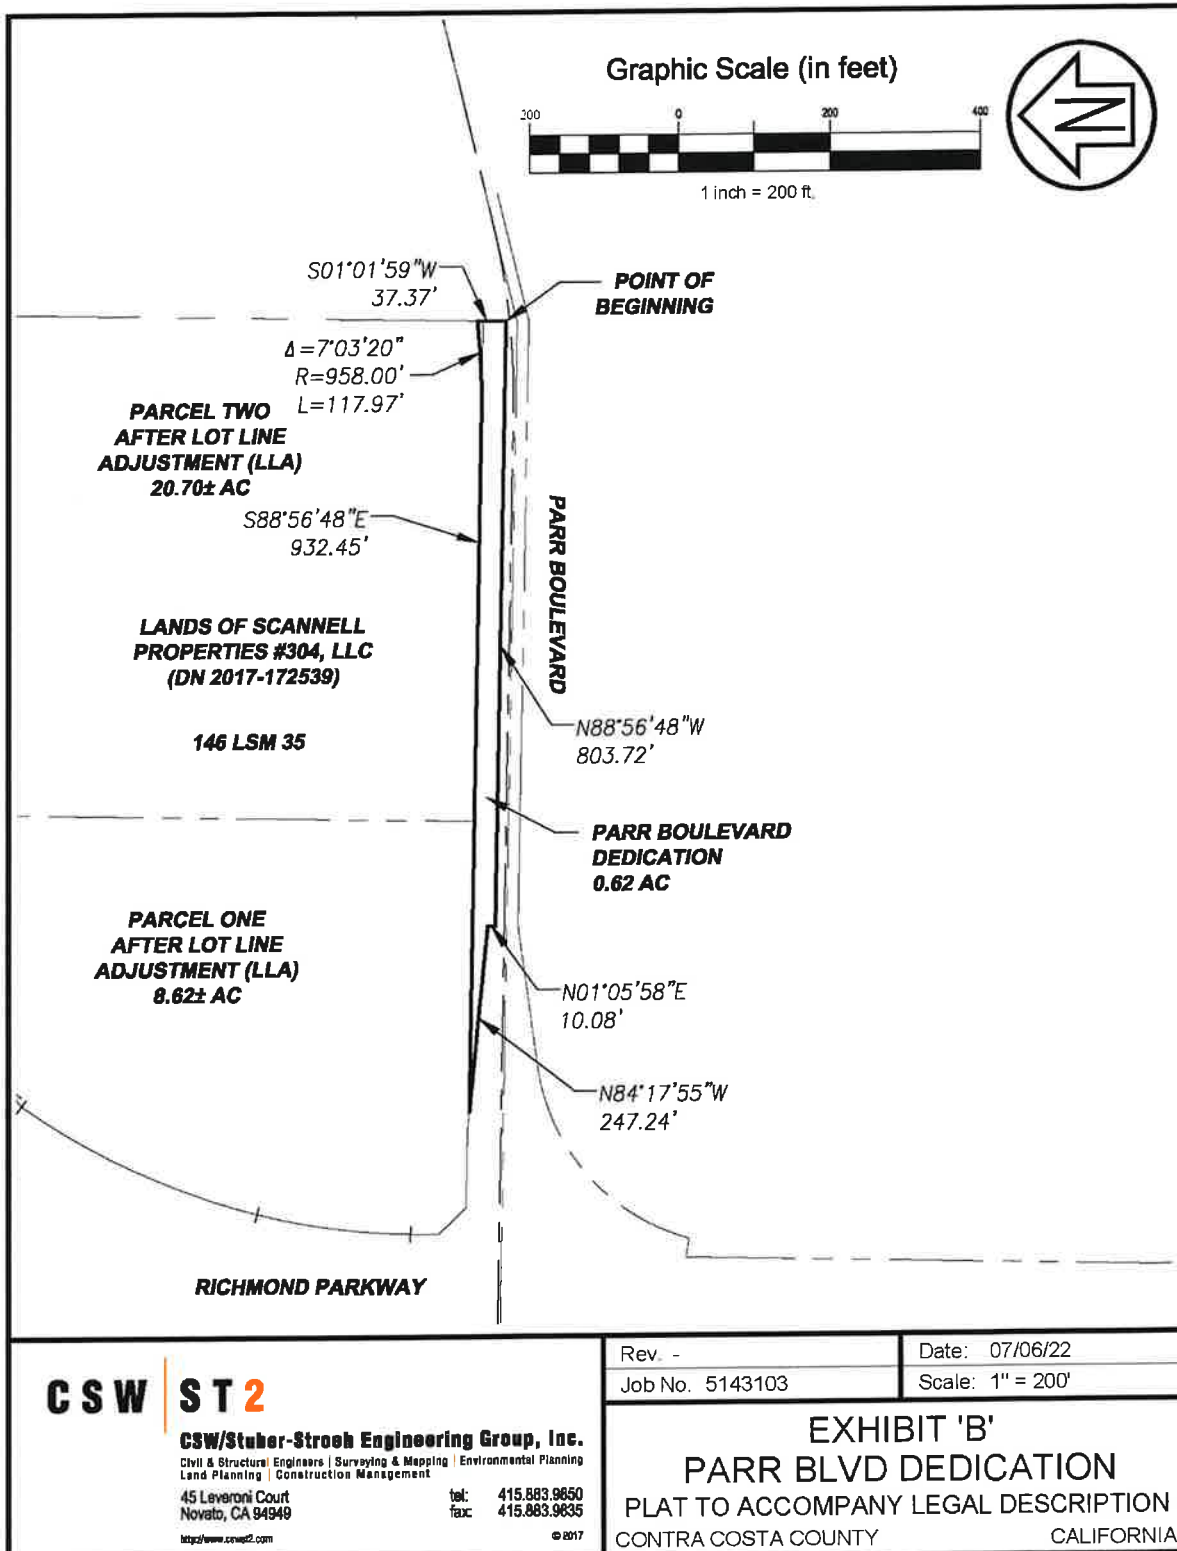 Graphic Scale (in feet)
200 0 200 400
1 inch = 200 ft.
N
S01°01'59"W
37.37'
POINT OF
BEGINNING
Δ=7°03'20"
R=958.00'
L=117.97'
PARCEL TWO
AFTER LOT LINE
ADJUSTMENT (LLA)
20.70± AC
S88°56'48"E
932.45'
PARR BOULEVARD
LANDS OF SCANNELL
PROPERTIES #304, LLC
(DN 2017-172539)
146 LSM 35
N88°56'48"W
803.72'
PARR BOULEVARD
DEDICATION
0.62 AC
PARCEL ONE
AFTER LOT LINE
ADJUSTMENT (LLA)
8.62± AC
N01°05'58"E
10.08'
N84°17'55"W
247.24'
RICHMOND PARKWAY
CSW ST2
CSW/Stuber-Stroeh Engineering Group, Inc.
Civil & Structural Engineers | Surveying & Mapping | Environmental Planning
Land Planning | Construction Management
45 Leveroni Court
Novato, CA 94949
tel: 415.883.9850
fax: 415.883.9835
http://www.cswst2.com
© 2017
Rev. -
Date: 07/06/22
Job No. 5143103
Scale: 1" = 200'
EXHIBIT 'B'
PARR BLVD DEDICATION
PLAT TO ACCOMPANY LEGAL DESCRIPTION
CONTRA COSTA COUNTY CALIFORNIA